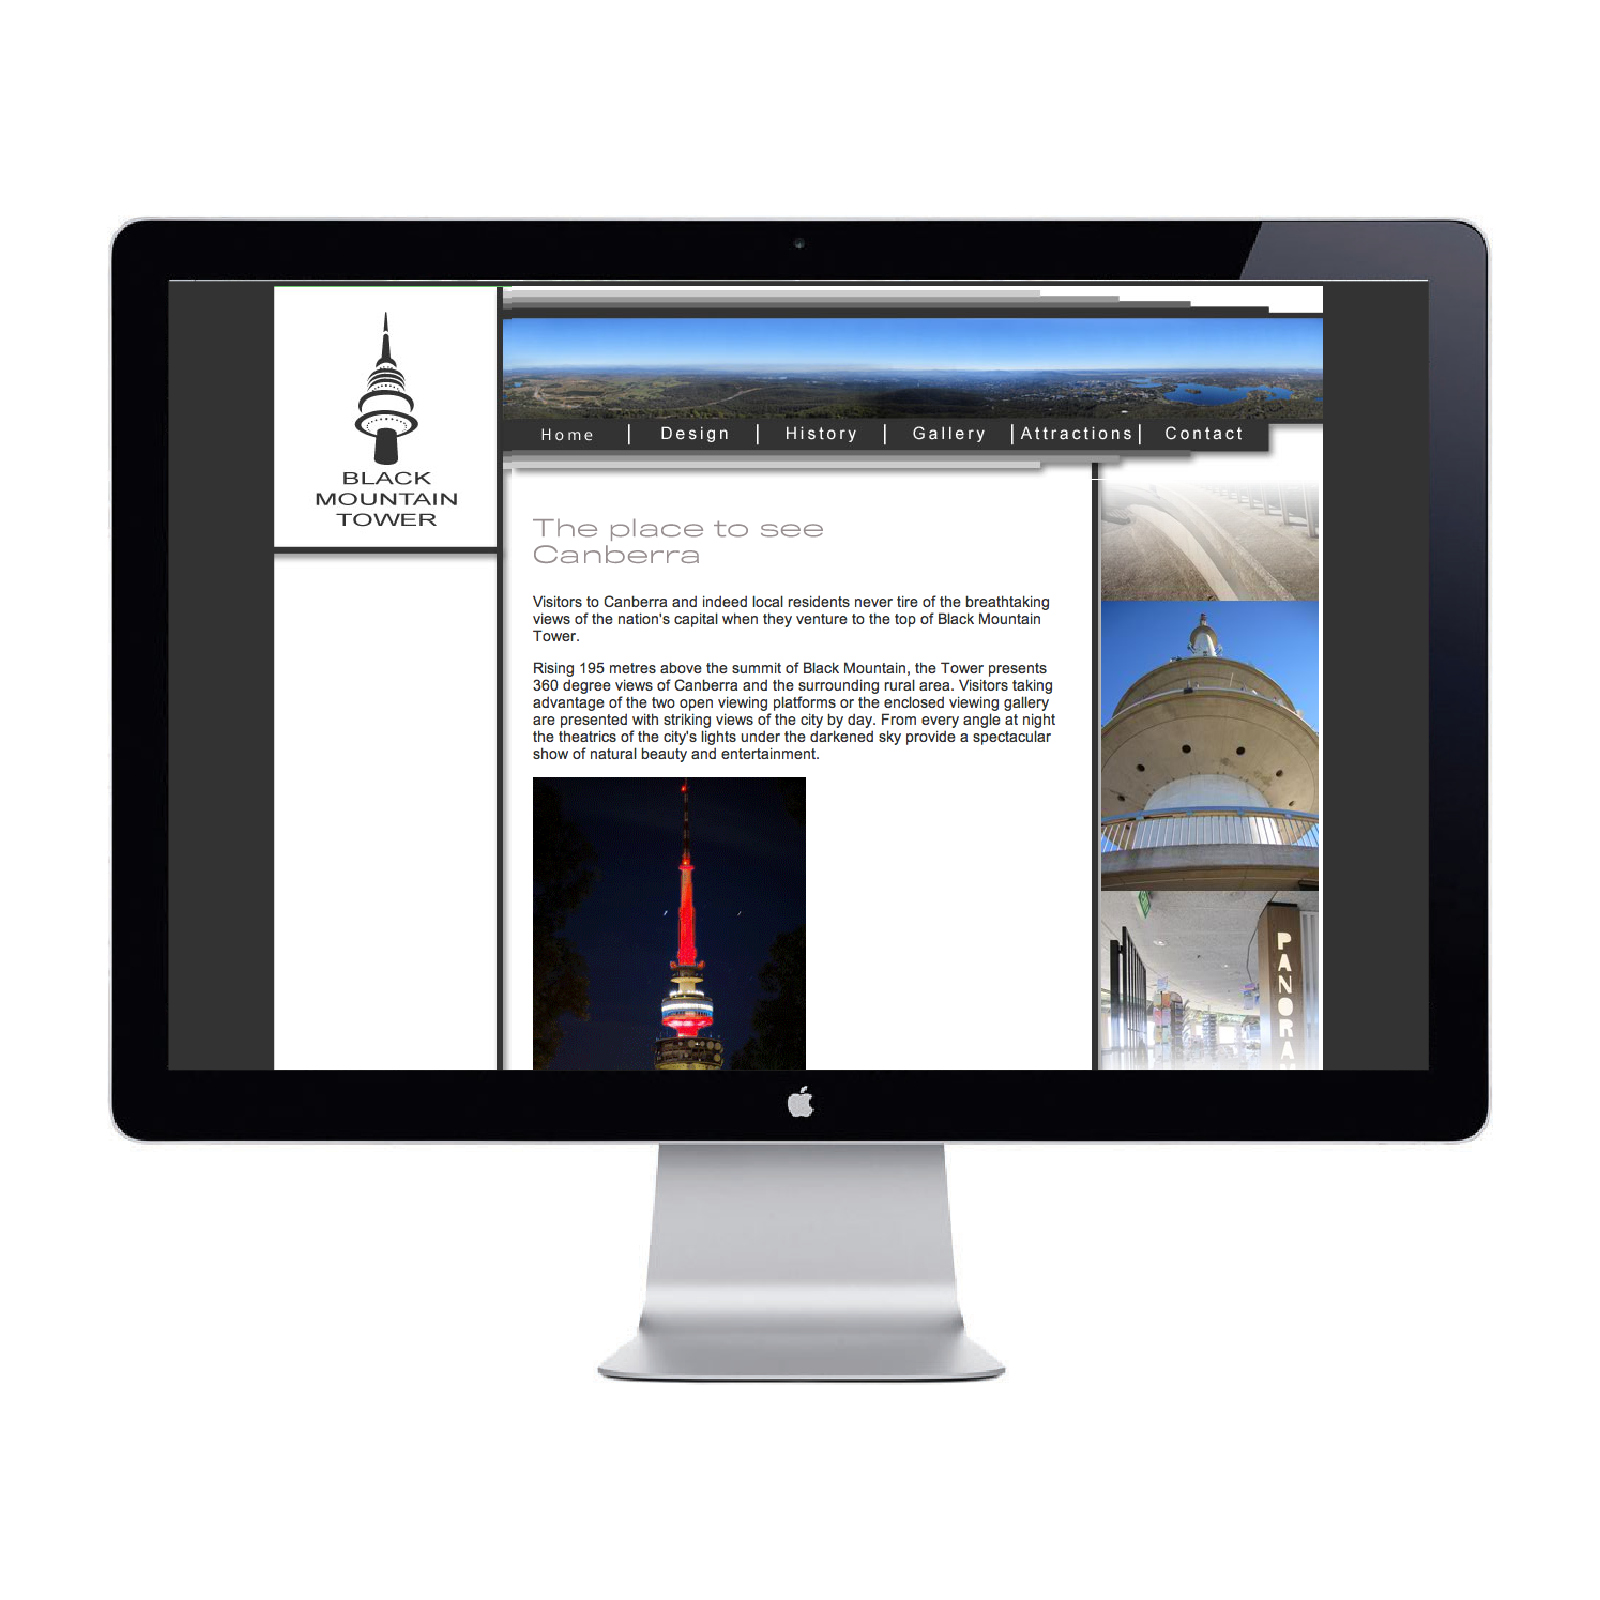 BLACK
MOUNTAIN
TOWER
Home | Design | History | Gallery | Attractions | Contact
The place to see
Canberra
Visitors to Canberra and indeed local residents never tire of the breathtaking
views of the nation's capital when they venture to the top of Black Mountain
Tower.
Rising 195 metres above the summit of Black Mountain, the Tower presents
360 degree views of Canberra and the surrounding rural area. Visitors taking
advantage of the two open viewing platforms or the enclosed viewing gallery
are presented with striking views of the city by day. From every angle at night
the theatrics of the city's lights under the darkened sky provide a spectacular
show of natural beauty and entertainment.
PANORA